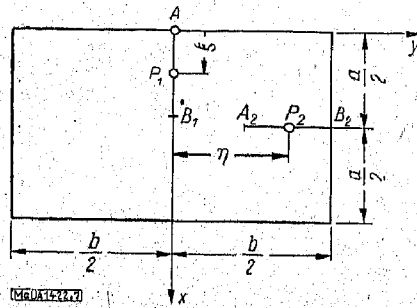 A
y
ξ
P₁
a/2
B₁
A₂ P₂ B₂
η
a/2
b/2 b/2
x